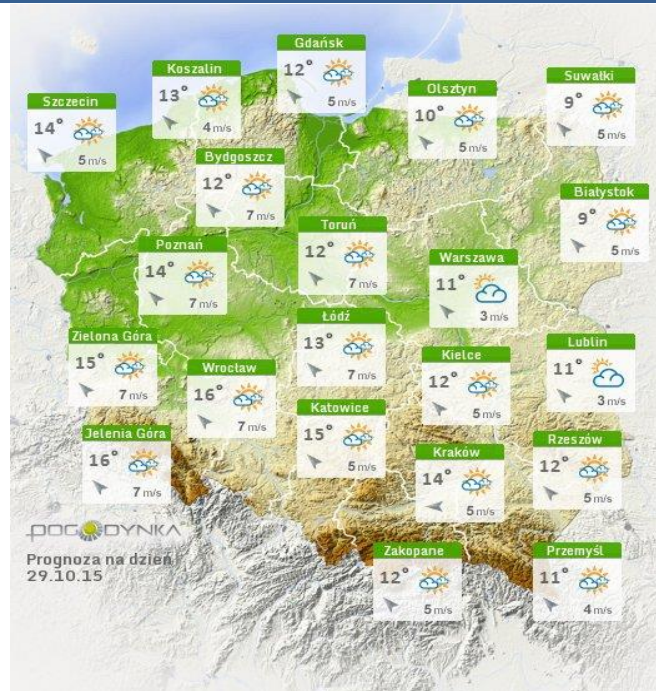 Gdańsk
12°
5 m/s
Koszalin
13°
4 m/s
Suwałki
9°
5 m/s
Olsztyn
10°
5 m/s
Szczecin
14°
5 m/s
Bydgoszcz
12°
7 m/s
Białystok
9°
5 m/s
Toruń
12°
7 m/s
Poznań
14°
7 m/s
Warszawa
11°
3 m/s
Łódź
13°
7 m/s
Zielona Góra
15°
7 m/s
Lublin
11°
3 m/s
Kielce
12°
5 m/s
Wrocław
16°
7 m/s
Katowice
15°
5 m/s
Jelenia Góra
16°
7 m/s
Rzeszów
12°
5 m/s
Kraków
14°
5 m/s
POGODYNKA
Prognoza na dzień
29.10.15
Zakopane
12°
5 m/s
Przemyśl
11°
4 m/s